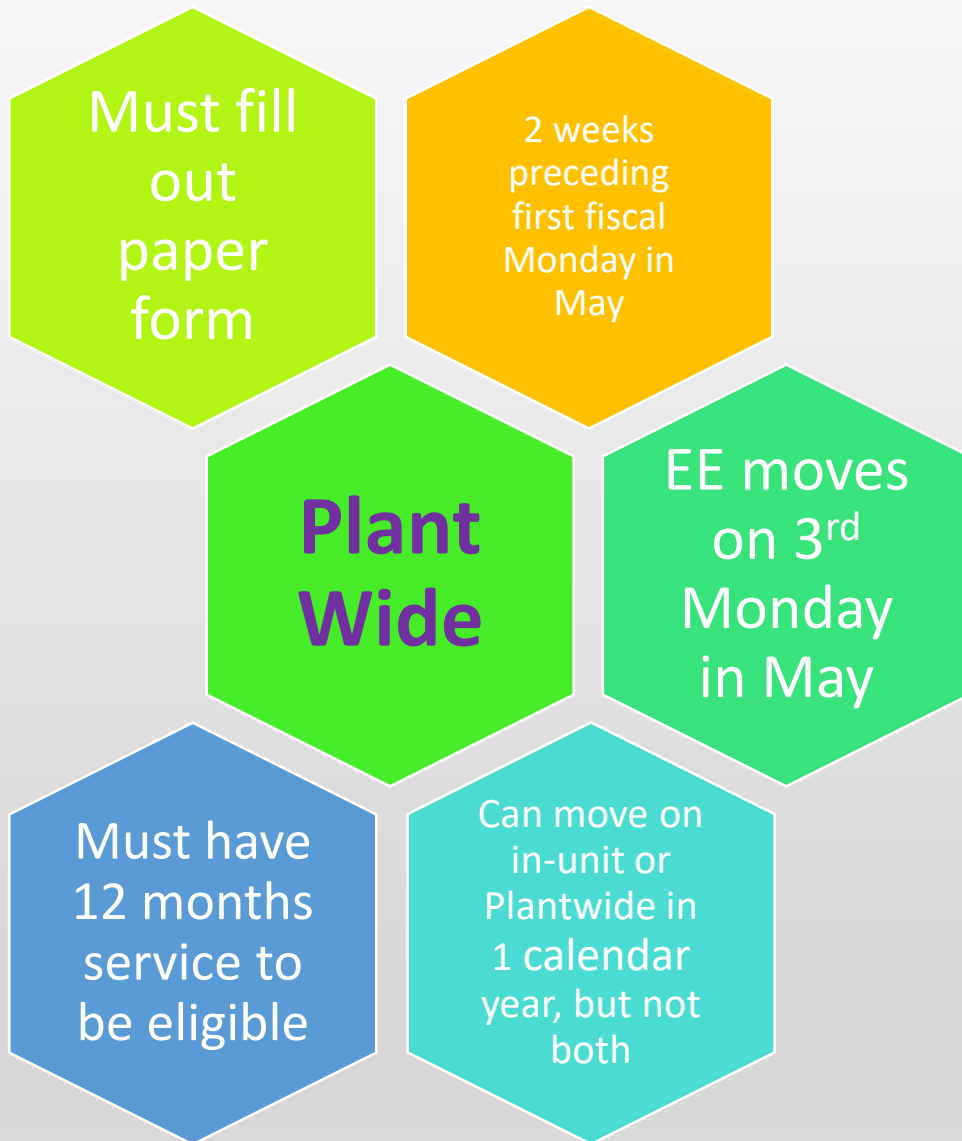 Must fill
out
paper
form
2 weeks
preceding
first fiscal
Monday in
May
Plant
Wide
EE moves
on 3rd
Monday
in May
Must have
12 months
service to
be eligible
Can move on
in-unit or
Plantwide in
1 calendar
year, but not
both